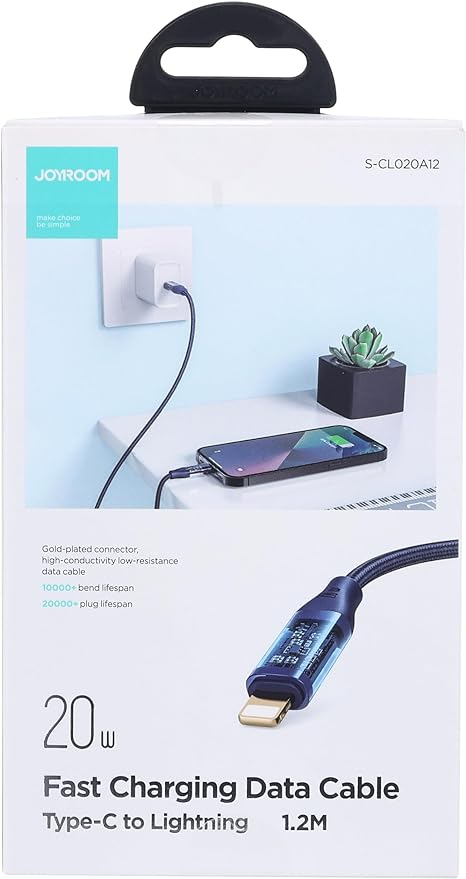 JOYROOM
S-CL020A12
JOYROOM
make choice
be simple
Gold-plated connector,
high-conductivity low-resistance
data cable
10000+ bend lifespan
20000+ plug lifespan
20W
Fast Charging Data Cable
Type-C to Lightning 1.2M